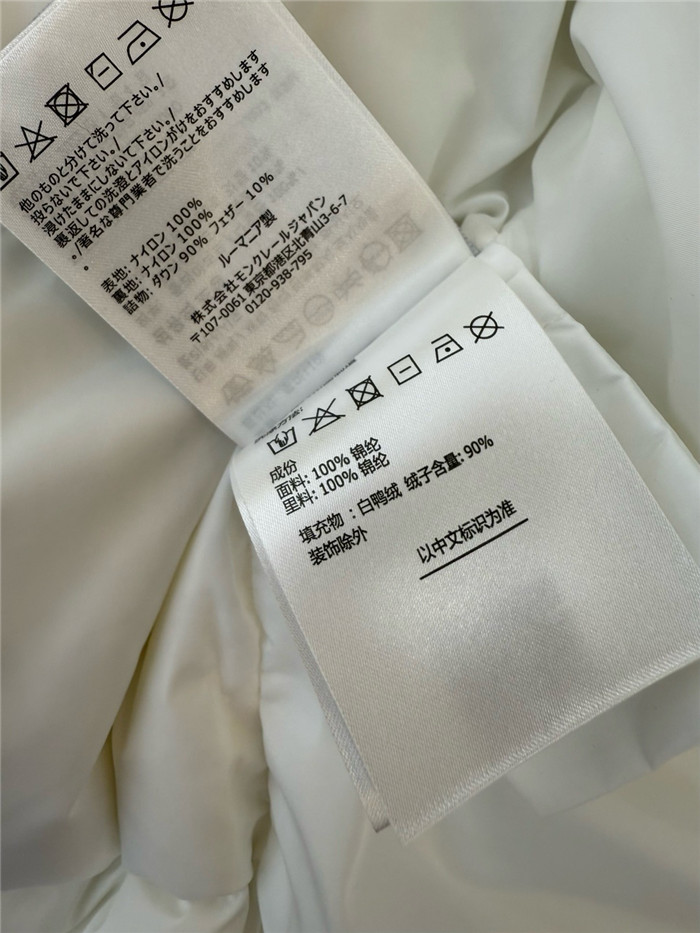 他のものと分けて洗って下さい。/
絞らないで下さい。/
浸けたままにしないで下さい。/
裏返しての洗濯とアイロンがけをおすすめします
。/著名な専門業者で洗うことをおすすめします
。
表地: ナイロン 100%
裏地: ナイロン 100%
詰物: ダウン 90% フェザー 10%
ルーマニア製
株式会社モンクレールジャパン
〒107-0061 東京都港区北青山3-6-7
0120-938-795
成份
面料: 100% 锦纶
里料: 100% 锦纶
填充物 : 白鸭绒 绒子含量: 90%
装饰除外
以中文标识为准